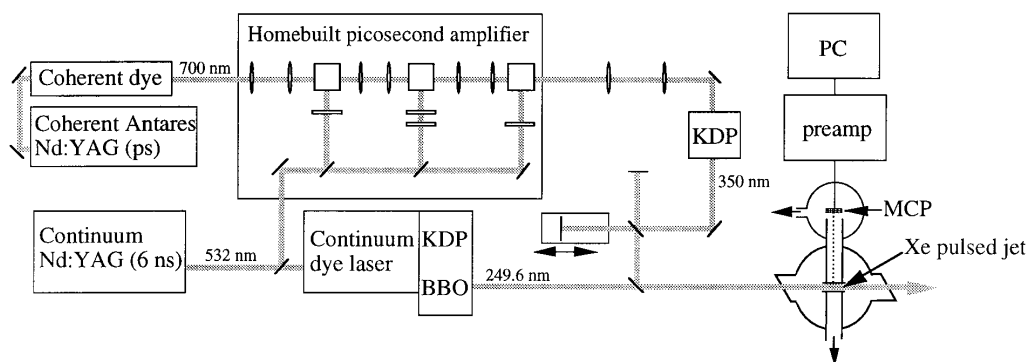 Homebuilt picosecond amplifier
PC
700 nm
Coherent dye
Coherent Antares
Nd:YAG (ps)
preamp
KDP
350 nm
MCP
Xe pulsed jet
Continuum
Nd:YAG (6 ns)
532 nm
Continuum
dye laser
KDP
BBO
249.6 nm